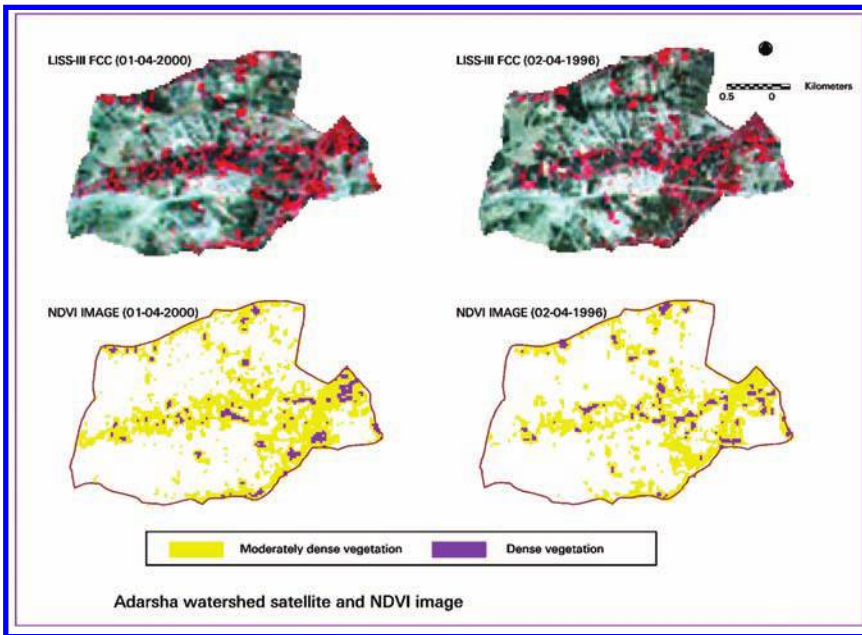 LISS-III FCC (01-04-2000)
LISS-III FCC (02-04-1996)
Kilometers
0.5 0
NDVI IMAGE (01-04-2000)
NDVI IMAGE (02-04-1996)
Moderately dense vegetation
Dense vegetation
Adarsha watershed satellite and NDVI image